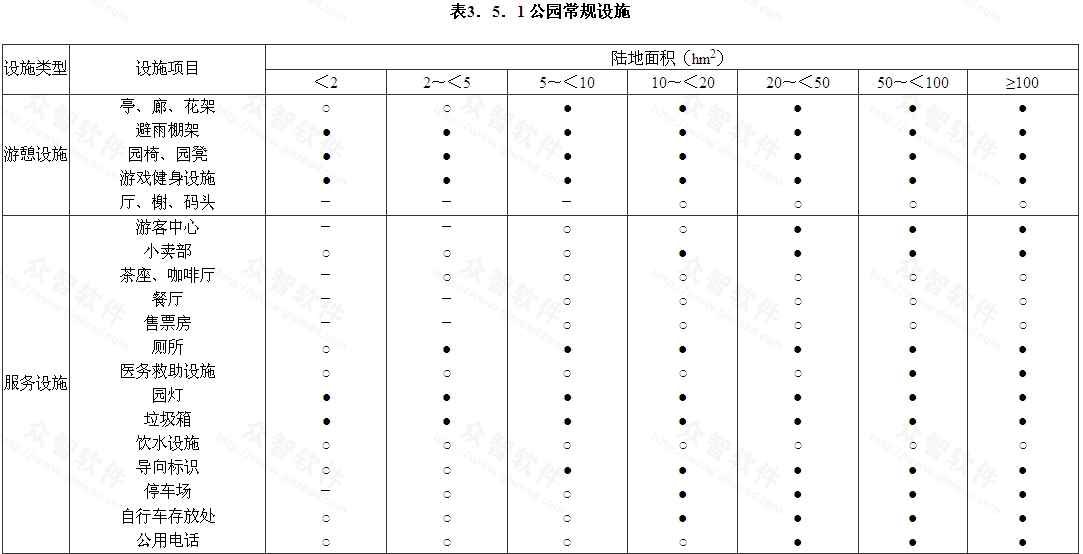 表3．5．1 公园常规设施
设施类型 设施项目 陆地面积（hm²）
＜2 2～＜5 5～＜10 10～＜20 20～＜50 50～＜100 ≥100
游憩设施
亭、廊、花架 ○ ○ ● ● ● ● ●
避雨棚架 ● ● ● ● ● ● ●
园椅、园凳 ● ● ● ● ● ● ●
游戏健身设施 ● ● ● ● ● ● ●
厅、榭、码头 — — — ○ ○ ○ ○
服务设施
游客中心 — — ○ ○ ● ● ●
小卖部 ○ ○ ○ ● ● ● ●
茶座、咖啡厅 — ○ ○ ○ ○ ○ ○
餐厅 — — ○ ○ ○ ○ ○
售票房 — — ○ ○ ○ ○ ○
厕所 ○ ● ● ● ● ● ●
医务救助设施 ○ ○ ○ ○ ○ ● ●
园灯 ● ● ● ● ● ● ●
垃圾箱 ● ● ● ● ● ● ●
饮水设施 ○ ○ ○ ○ ○ ○ ○
导向标识 ○ ○ ● ● ● ● ●
停车场 — ○ ○ ● ● ● ●
自行车存放处 ○ ○ ○ ● ● ● ●
公用电话 ○ ○ ○ ○ ● ● ●
众智软件
http://www.gisroad.com